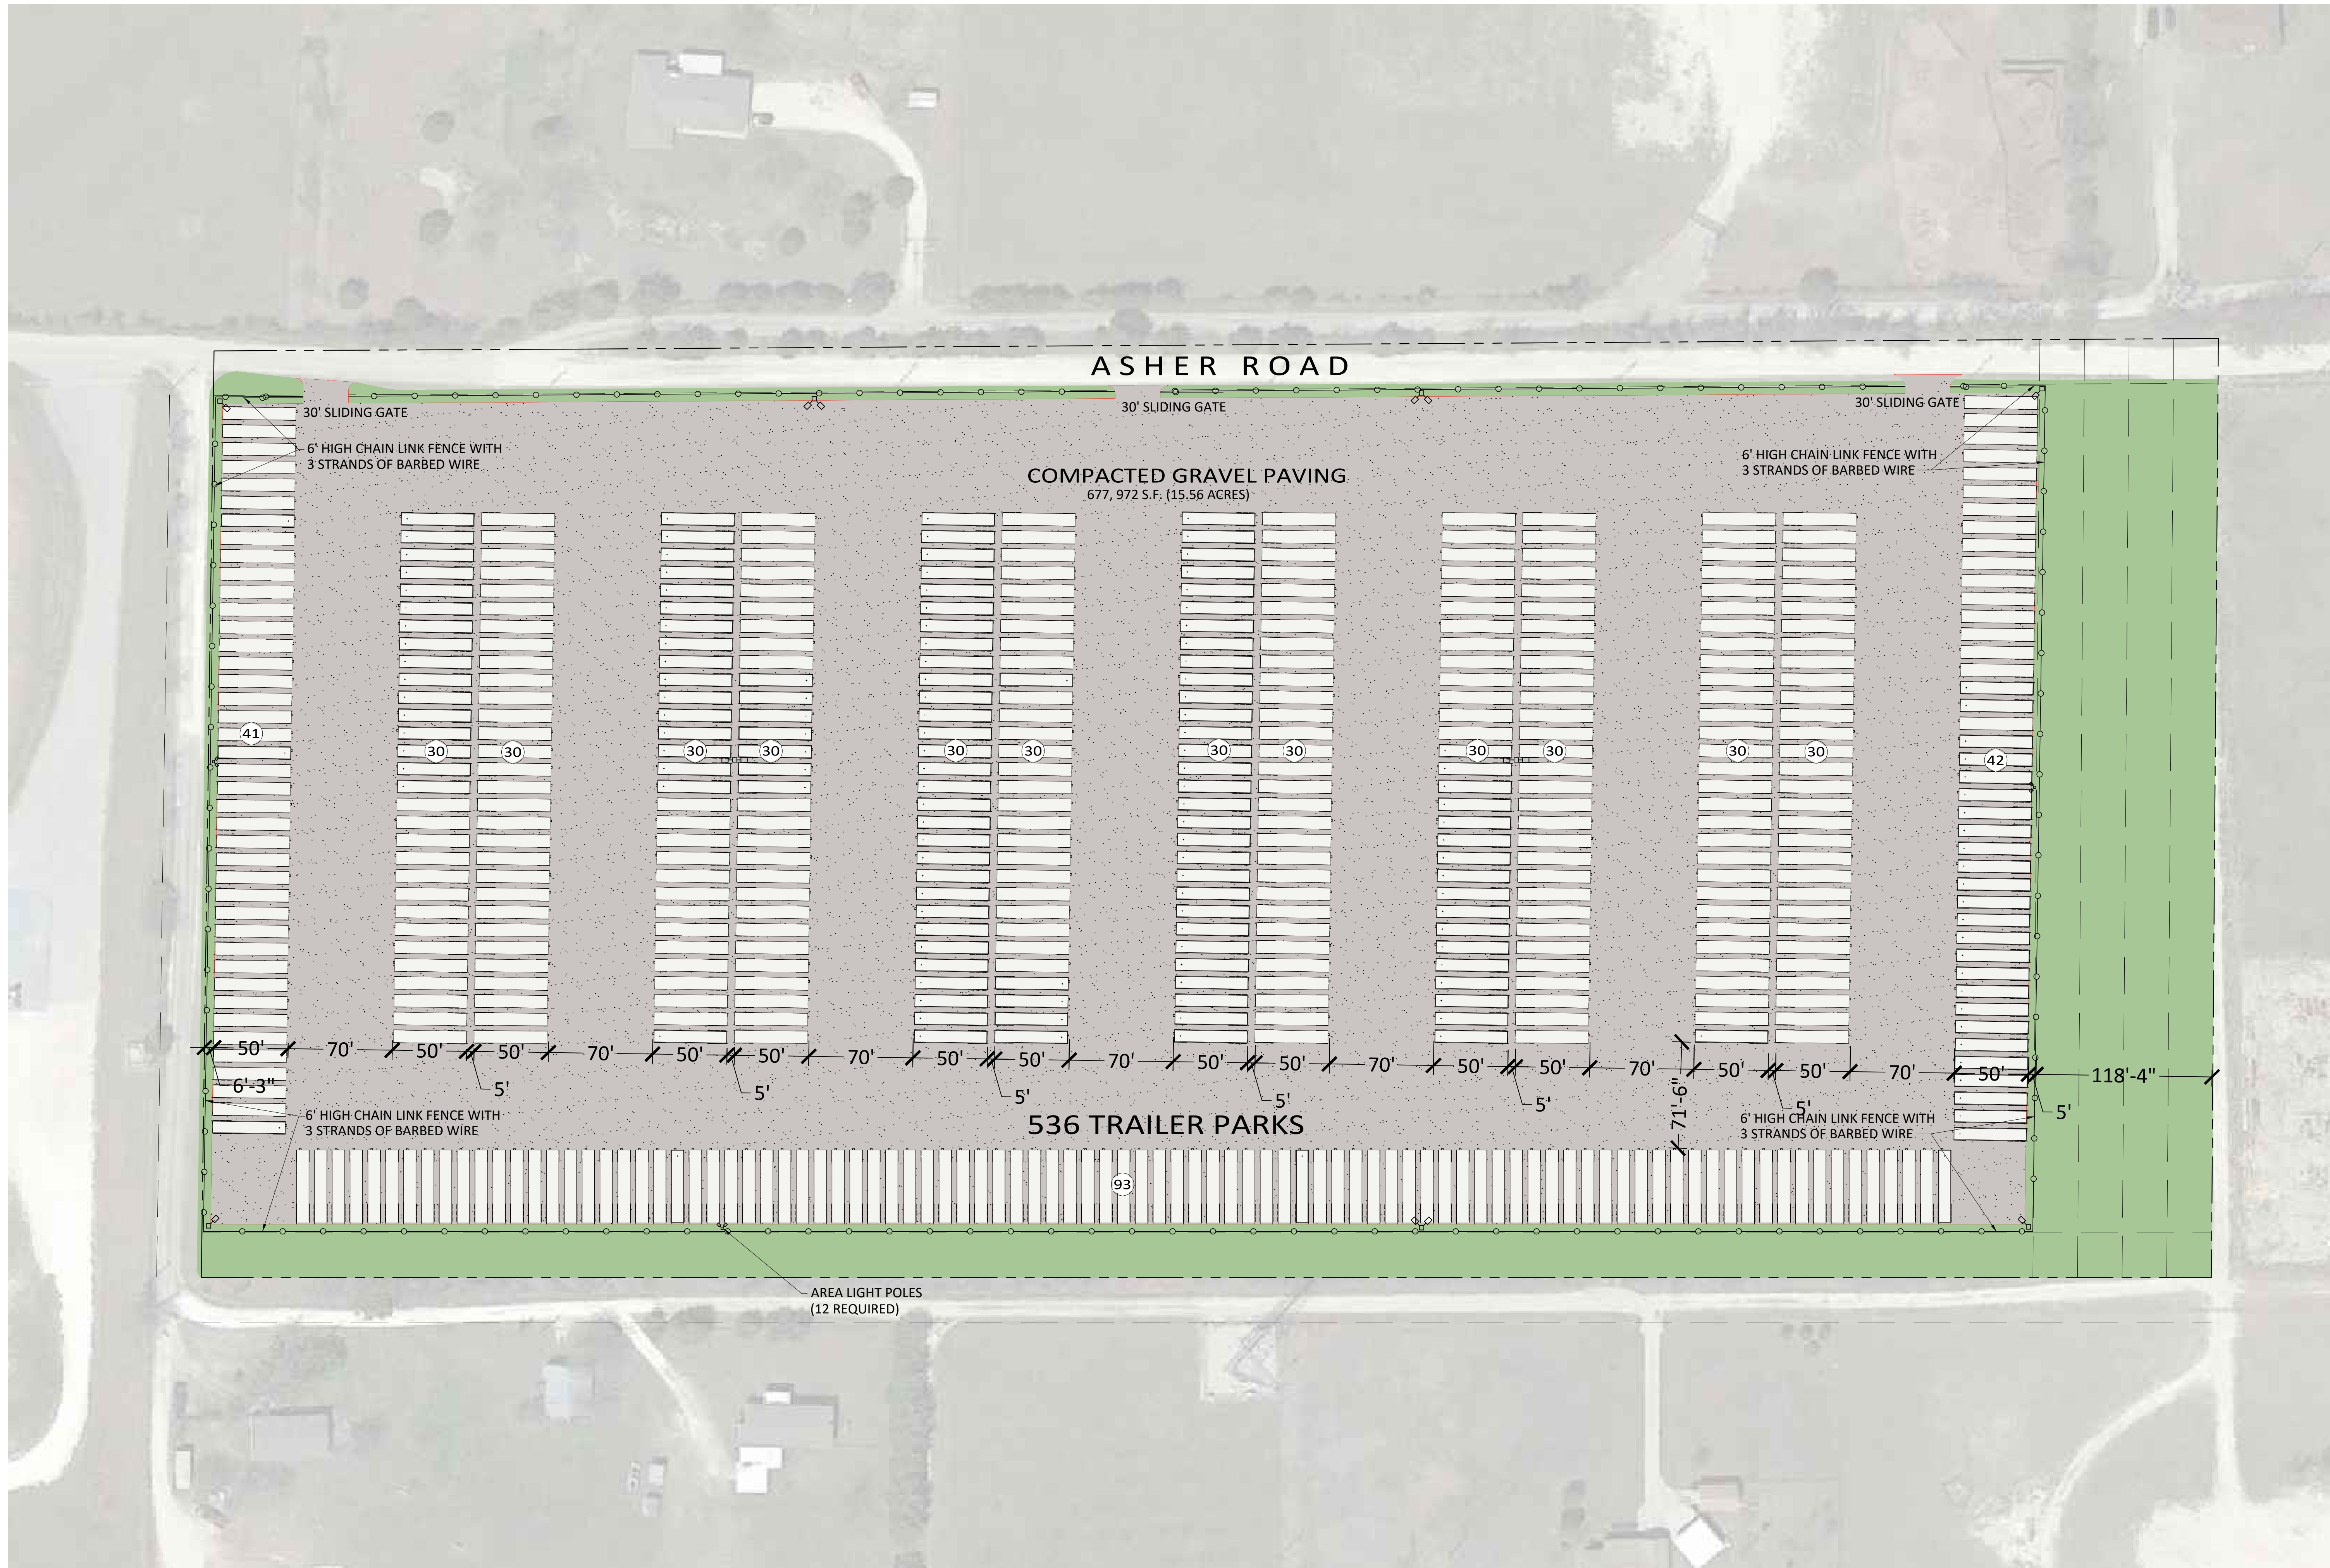 ASHER ROAD
30' SLIDING GATE
30' SLIDING GATE
30' SLIDING GATE
6' HIGH CHAIN LINK FENCE WITH
3 STRANDS OF BARBED WIRE
6' HIGH CHAIN LINK FENCE WITH
3 STRANDS OF BARBED WIRE
COMPACTED GRAVEL PAVING
677, 972 S.F. (15.56 ACRES)
41
30
30
30
30
30
30
30
30
30
30
30
30
42
50'
70'
50'
50'
70'
50'
50'
70'
50'
50'
70'
50'
50'
70'
50'
50'
70'
50'
50'
70'
50'
118'-4"
6'-3"
5'
5'
5'
5'
5'
5'
5'
71'-6"
6' HIGH CHAIN LINK FENCE WITH
3 STRANDS OF BARBED WIRE
536 TRAILER PARKS
6' HIGH CHAIN LINK FENCE WITH
3 STRANDS OF BARBED WIRE
93
AREA LIGHT POLES
(12 REQUIRED)